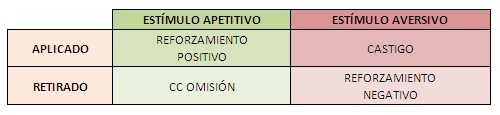 ESTÍMULO APETITIVO ESTÍMULO AVERSIVO
APLICADO REFORZAMIENTO POSITIVO CASTIGO
RETIRADO CC OMISIÓN REFORZAMIENTO NEGATIVO